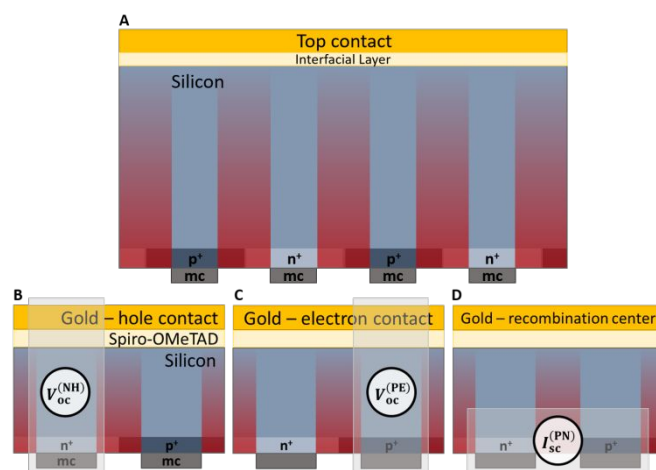 A
Top contact
Interfacial Layer
Silicon
p⁺ n⁺ p⁺ n⁺
mc mc mc mc
B C D
Gold – hole contact Gold – electron contact Gold – recombination center
Spiro-OMeTAD
Silicon
V_oc^(NH) V_oc^(PE) I_sc^(PN)
n⁺ p⁺ n⁺ p⁺ n⁺ p⁺
mc mc